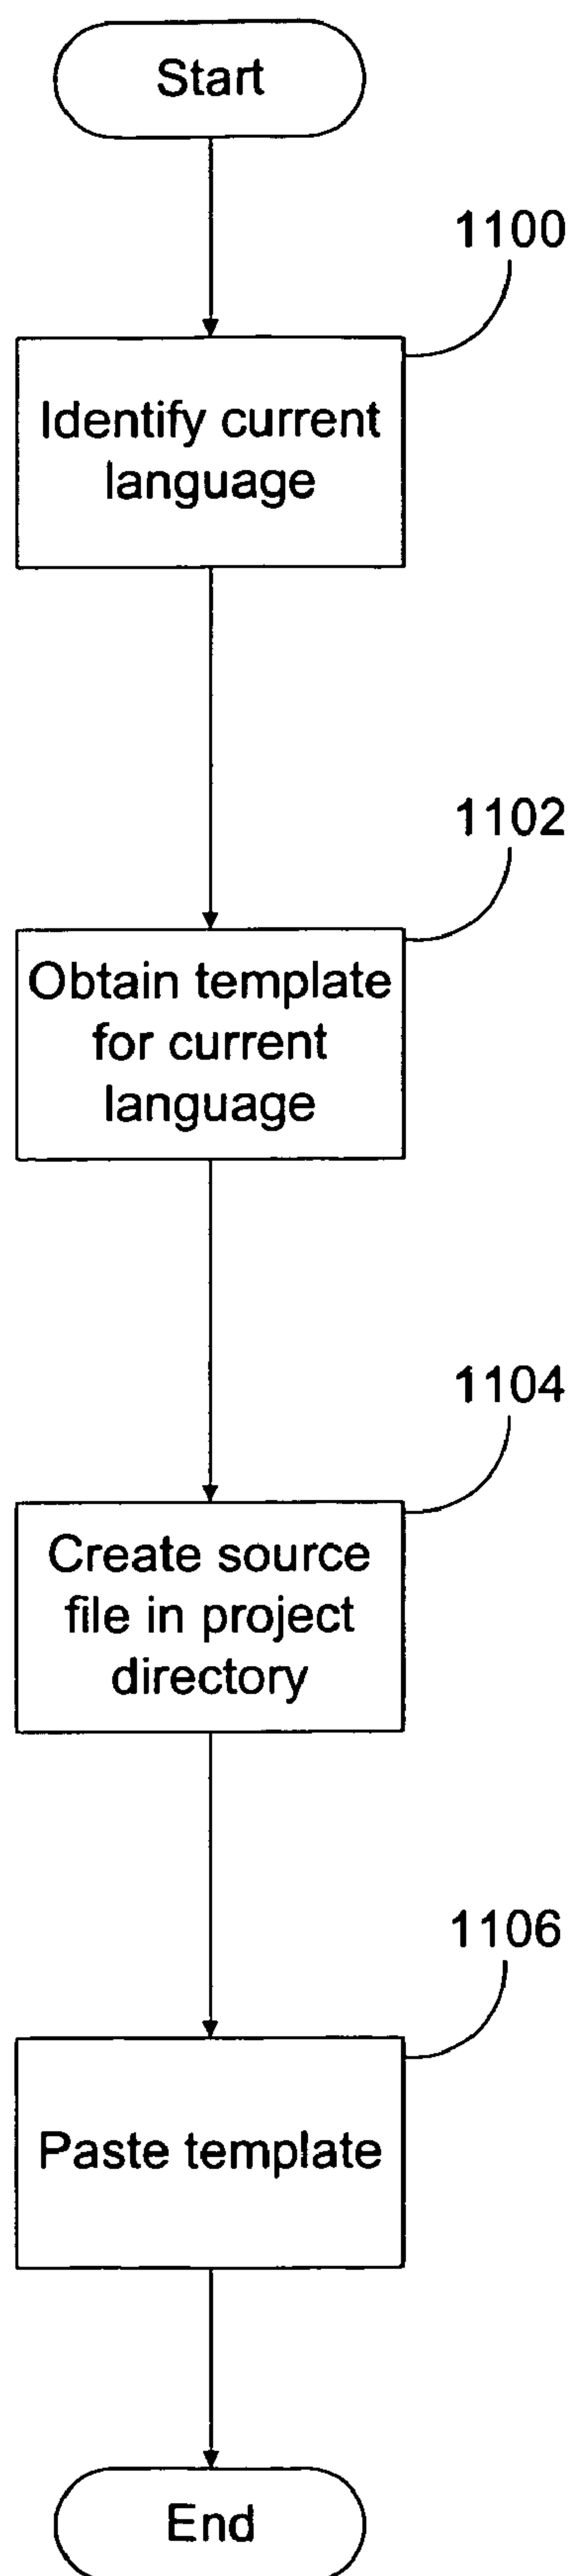 Start
1100
Identify current
language
1102
Obtain template
for current
language
1104
Create source
file in project
directory
1106
Paste template
End